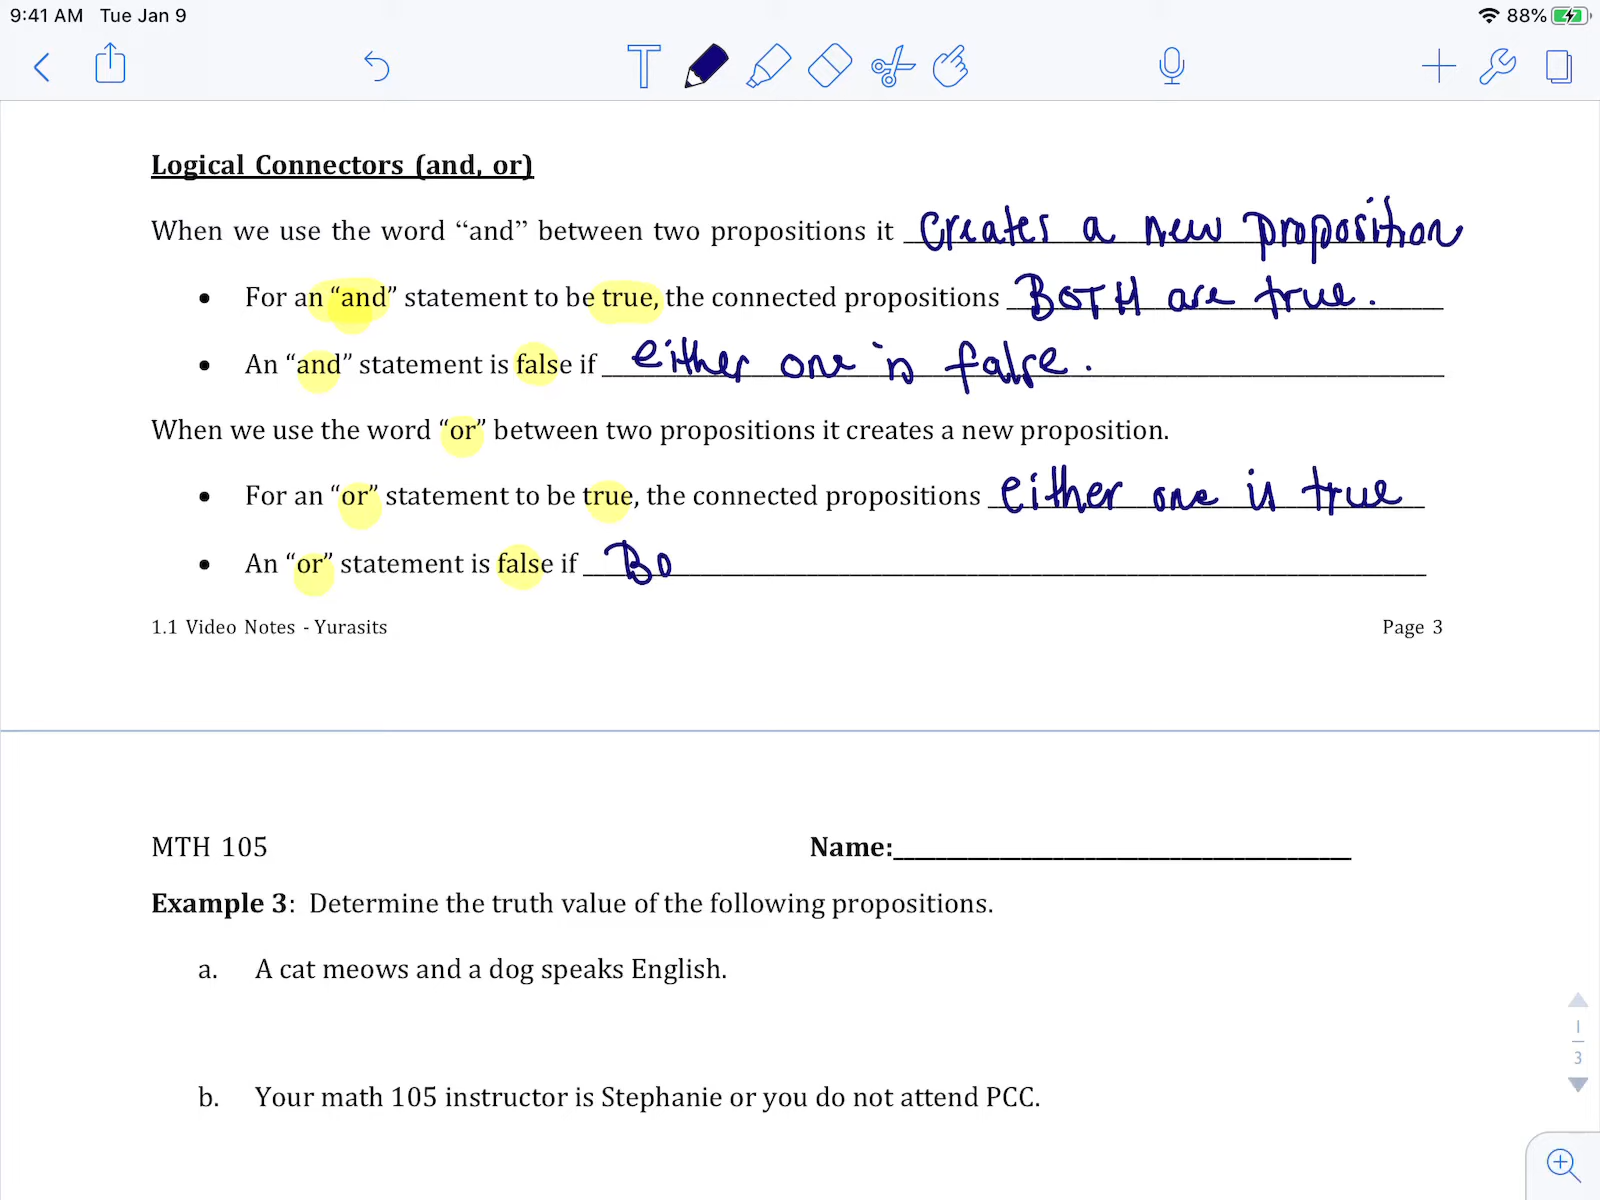 9:41 AM Tue Jan 9
88%
Logical Connectors (and, or)
When we use the word “and” between two propositions it creates a new proposition
• For an “and” statement to be true, the connected propositions BOTH are true.
• An “and” statement is false if either one is false.
When we use the word “or” between two propositions it creates a new proposition.
• For an “or” statement to be true, the connected propositions either one is true
• An “or” statement is false if Bo
1.1 Video Notes - Yurasits Page 3
MTH 105 Name:
Example 3: Determine the truth value of the following propositions.
a. A cat meows and a dog speaks English.
1
3
b. Your math 105 instructor is Stephanie or you do not attend PCC.